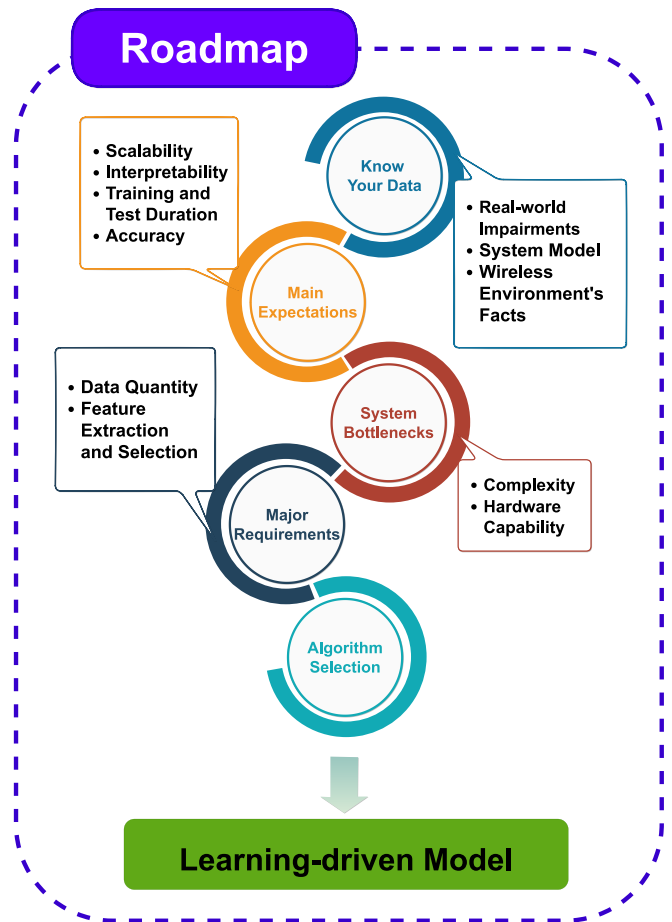 Roadmap
Know
Your Data
• Real-world
Impairments
• System Model
• Wireless
Environment's
Facts
• Scalability
• Interpretability
• Training and
Test Duration
• Accuracy
Main
Expectations
System
Bottlenecks
• Complexity
• Hardware
Capability
• Data Quantity
• Feature
Extraction
and Selection
Major
Requirements
Algorithm
Selection
Learning-driven Model